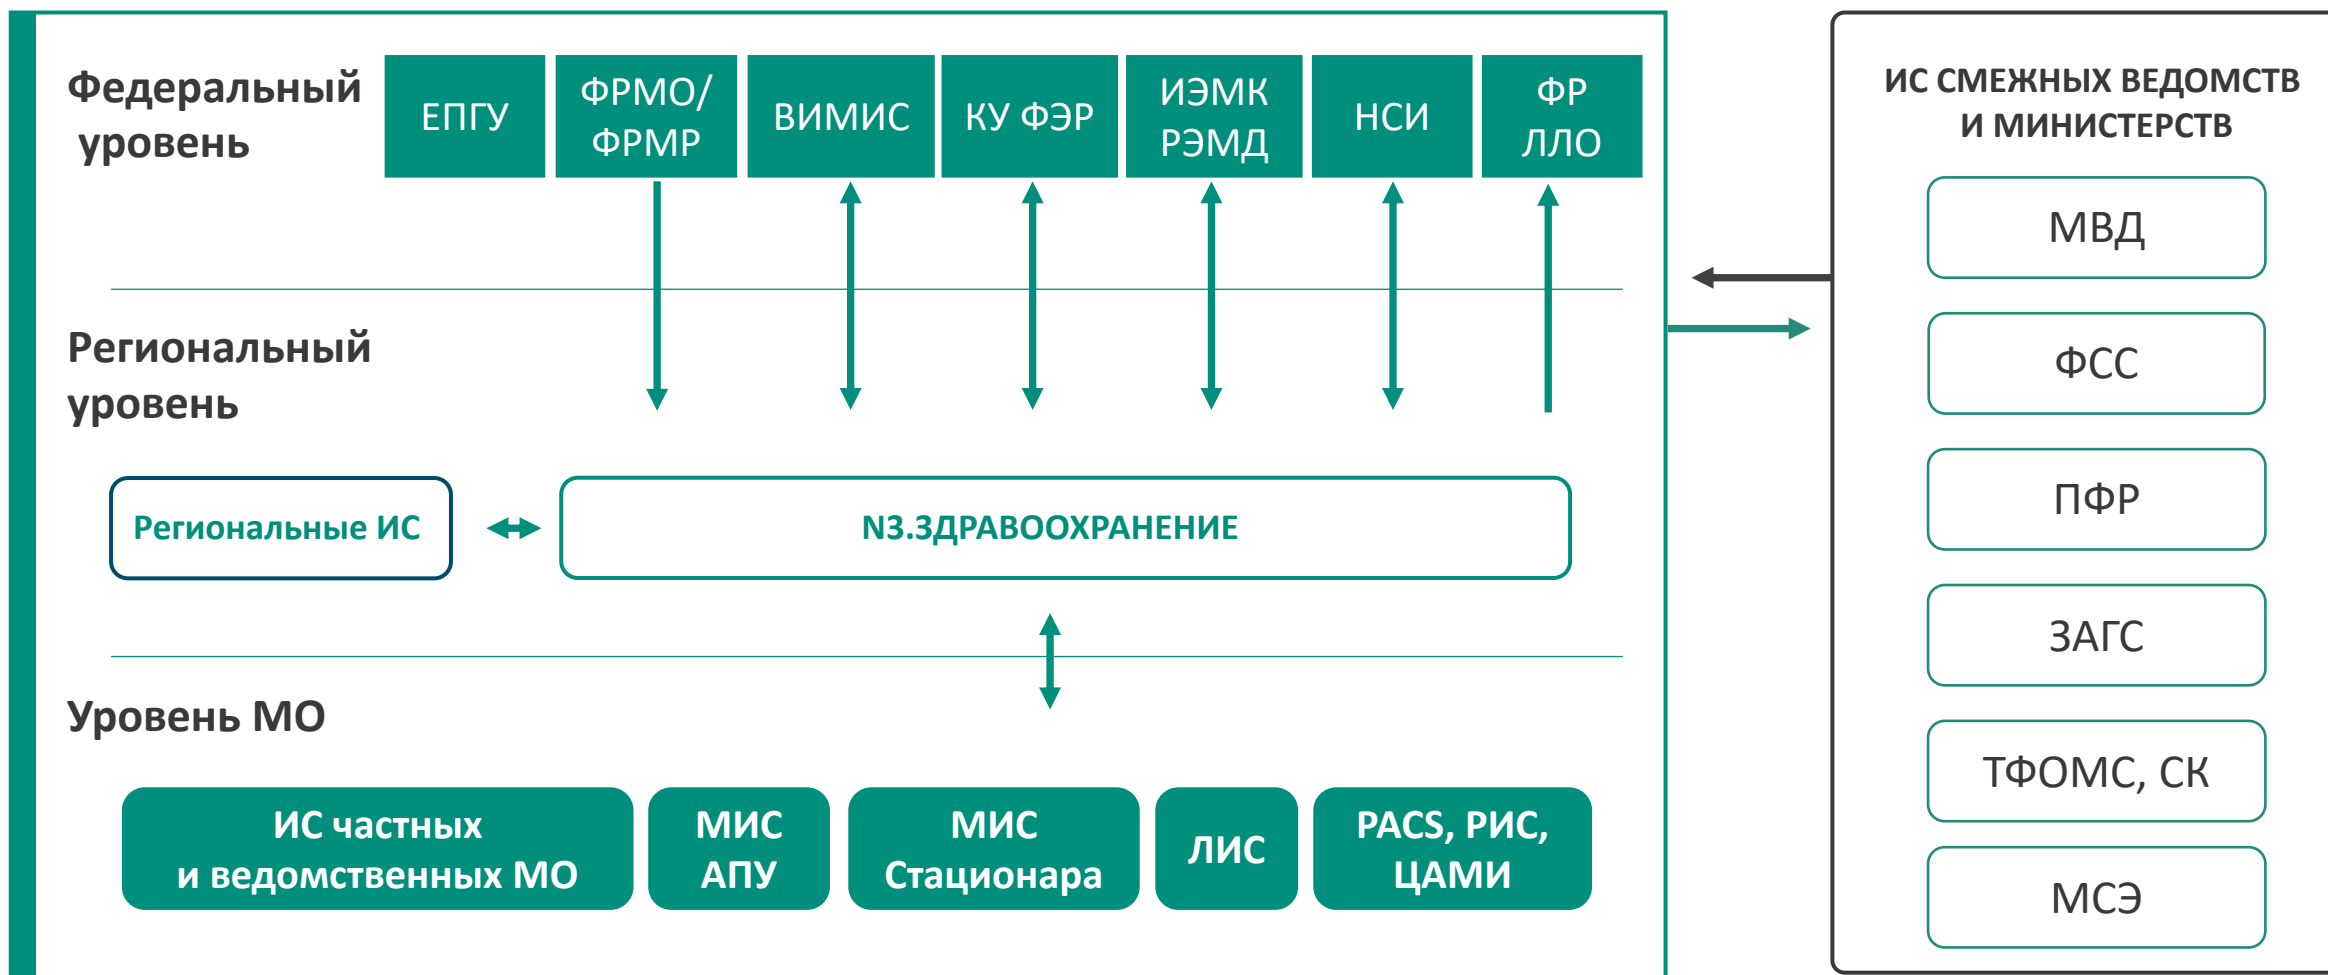 Федеральный
уровень
ЕПГУ
ФРМО/
ФРМР
ВИМИС
КУ ФЭР
ИЭМК
РЭМД
НСИ
ФР
ЛЛО
Региональный
уровень
Региональные ИС
N3.ЗДРАВООХРАНЕНИЕ
Уровень МО
ИС частных
и ведомственных МО
МИС
АПУ
МИС
Стационара
ЛИС
PACS, РИС,
ЦАМИ
ИС СМЕЖНЫХ ВЕДОМСТВ
И МИНИСТЕРСТВ
МВД
ФСС
ПФР
ЗАГС
ТФОМС, СК
МСЭ